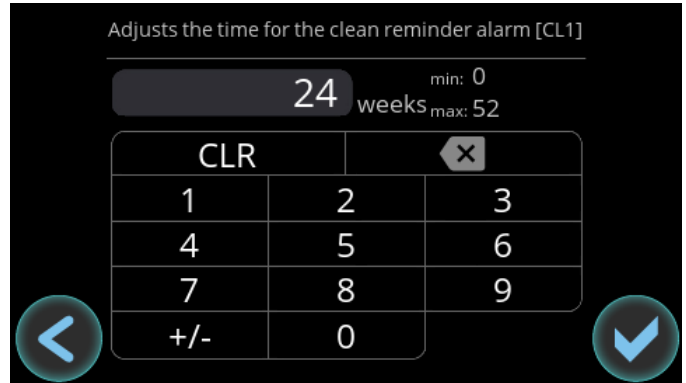 Adjusts the time for the clean reminder alarm [CL1]
24 weeks min: 0
max: 52
CLR
1 2 3
4 5 6
7 8 9
+/- 0